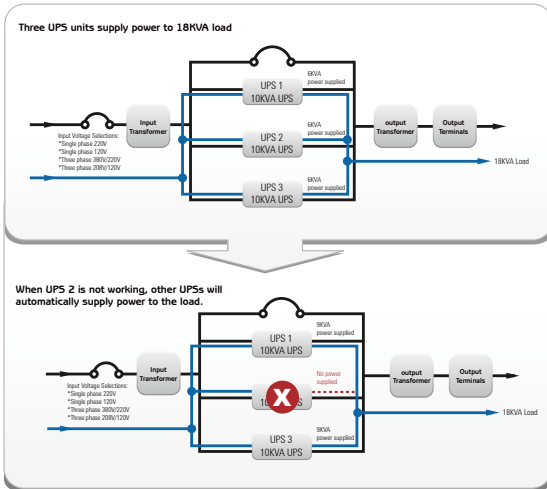 Three UPS units supply power to 18KVA load
6KVA
power supplied
UPS 1
10KVA UPS
Input
Transformer
6KVA
power supplied
output
Transformer
Output
Terminals
Input Voltage Selections:
*Single phase 220V
*Single phase 120V
*Three phase 380V/220V
*Three phase 208V/120V
UPS 2
10KVA UPS
18KVA Load
6KVA
power supplied
UPS 3
10KVA UPS
When UPS 2 is not working, other UPSs will
automatically supply power to the load.
9KVA
power supplied
UPS 1
10KVA UPS
Input
Transformer
No power
supplied
output
Transformer
Output
Terminals
Input Voltage Selections:
*Single phase 220V
*Single phase 120V
*Three phase 380V/220V
*Three phase 208V/120V
X
18KVA Load
9KVA
power supplied
UPS 3
10KVA UPS